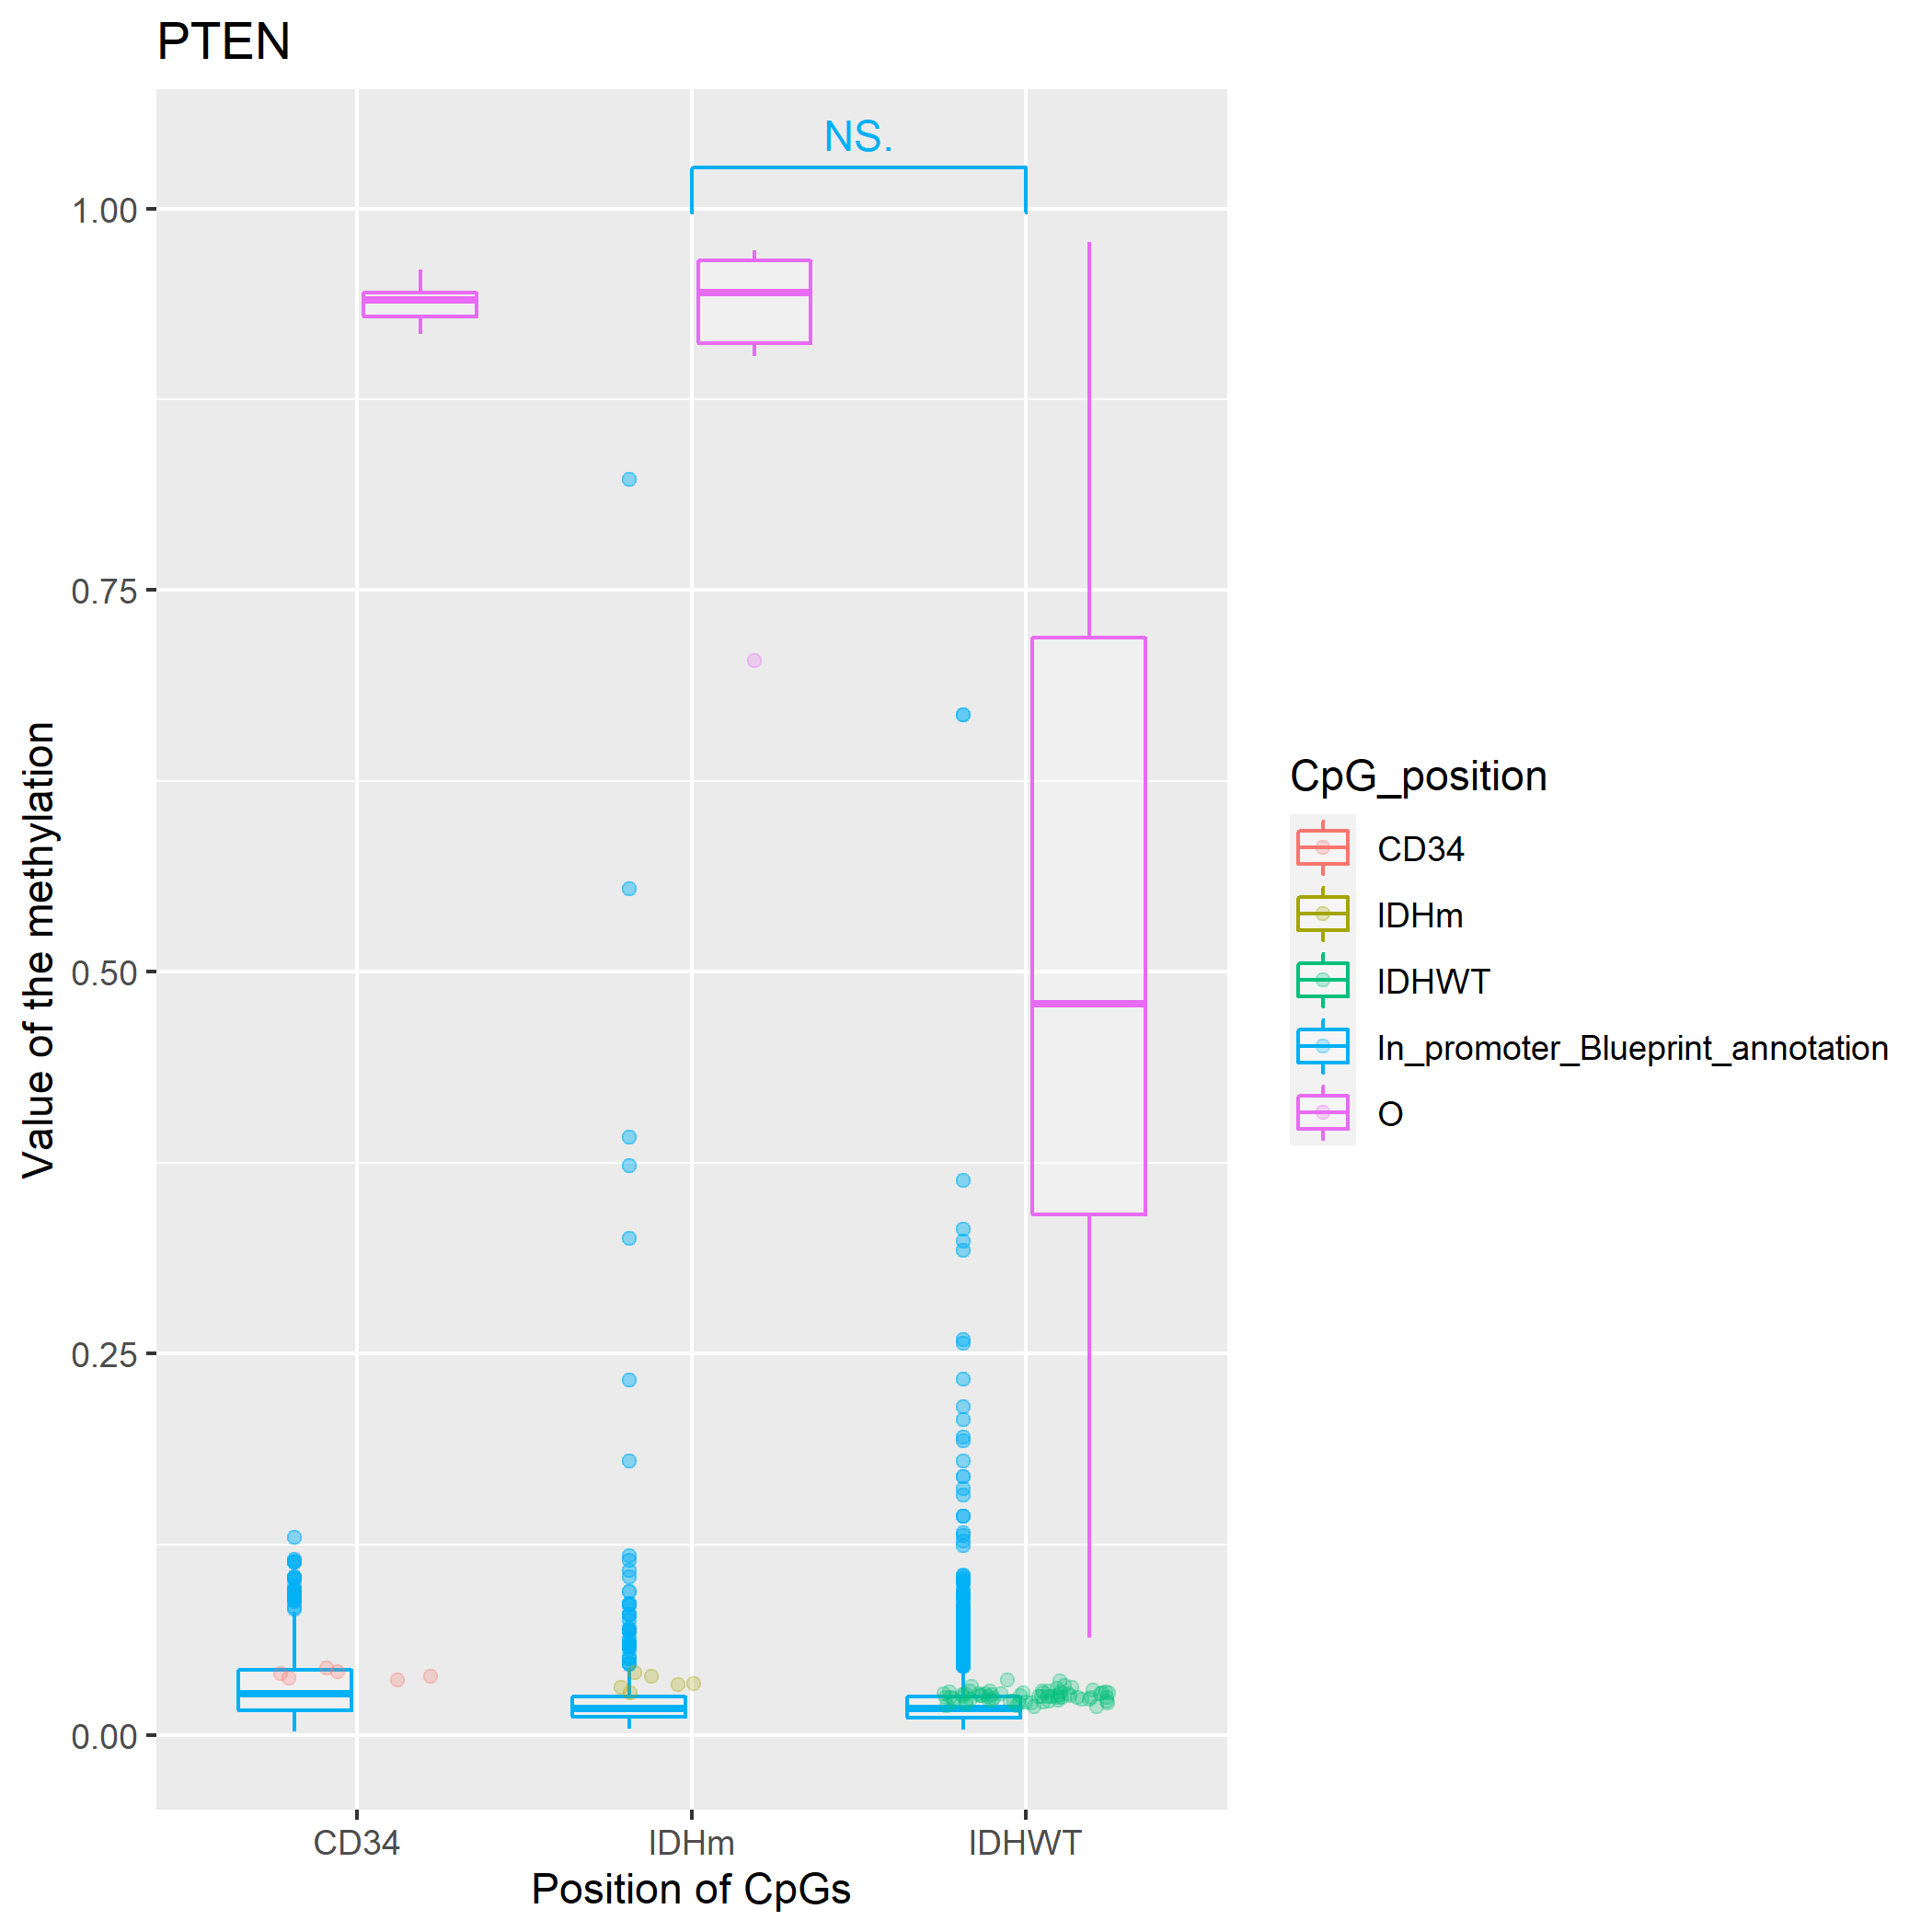 PTEN
NS.
1.00
0.75
0.50
0.25
0.00
Value of the methylation
CD34
IDHm
IDHWT
Position of CpGs
CpG_position
CD34
IDHm
IDHWT
In_promoter_Blueprint_annotation
O